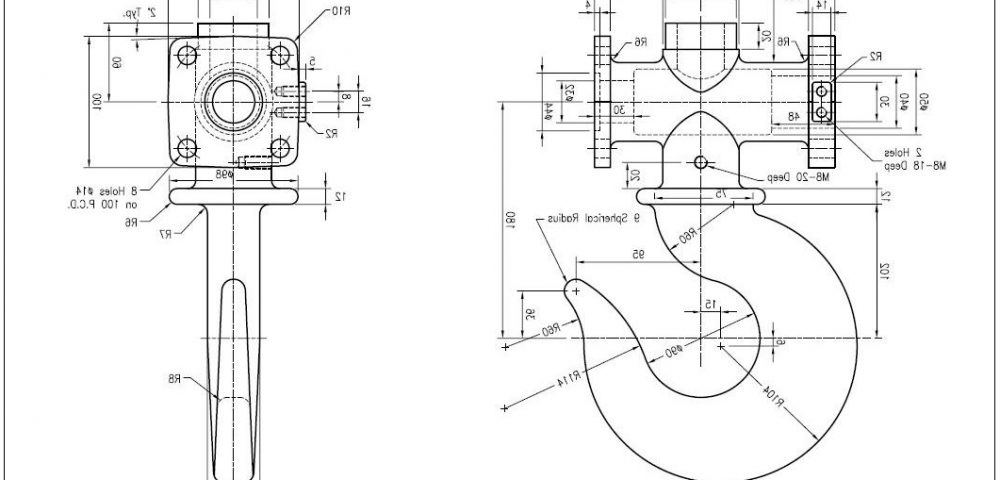 2° Typ.
R10
60
100
5
8
16
R2
8 Holes Ø14
on 100 P.C.D.
Ø98
12
R6
R7
R8
4
14
R6
20
R6
R2
Ø44
Ø32
30
48
30
Ø40
Ø50
2 Holes
M8-18 Deep
20
M8-20 Deep
180
75
12
9 Spherical Radius
R60
95
102
36
15
R60
Ø90
6
R114
R104